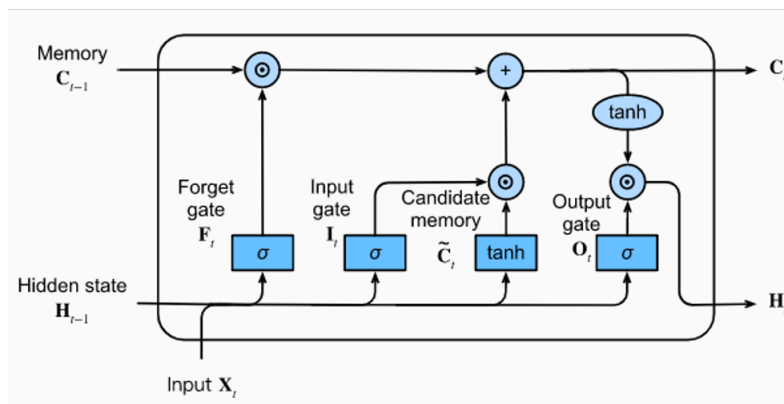 Memory
C_{t-1}
⊙
+
C
tanh
⊙
⊙
Forget
gate
F_t
Input
gate
I_t
Candidate
memory
C̃_t
Output
gate
O_t
σ
σ
tanh
σ
Hidden state
H_{t-1}
H
Input X_t